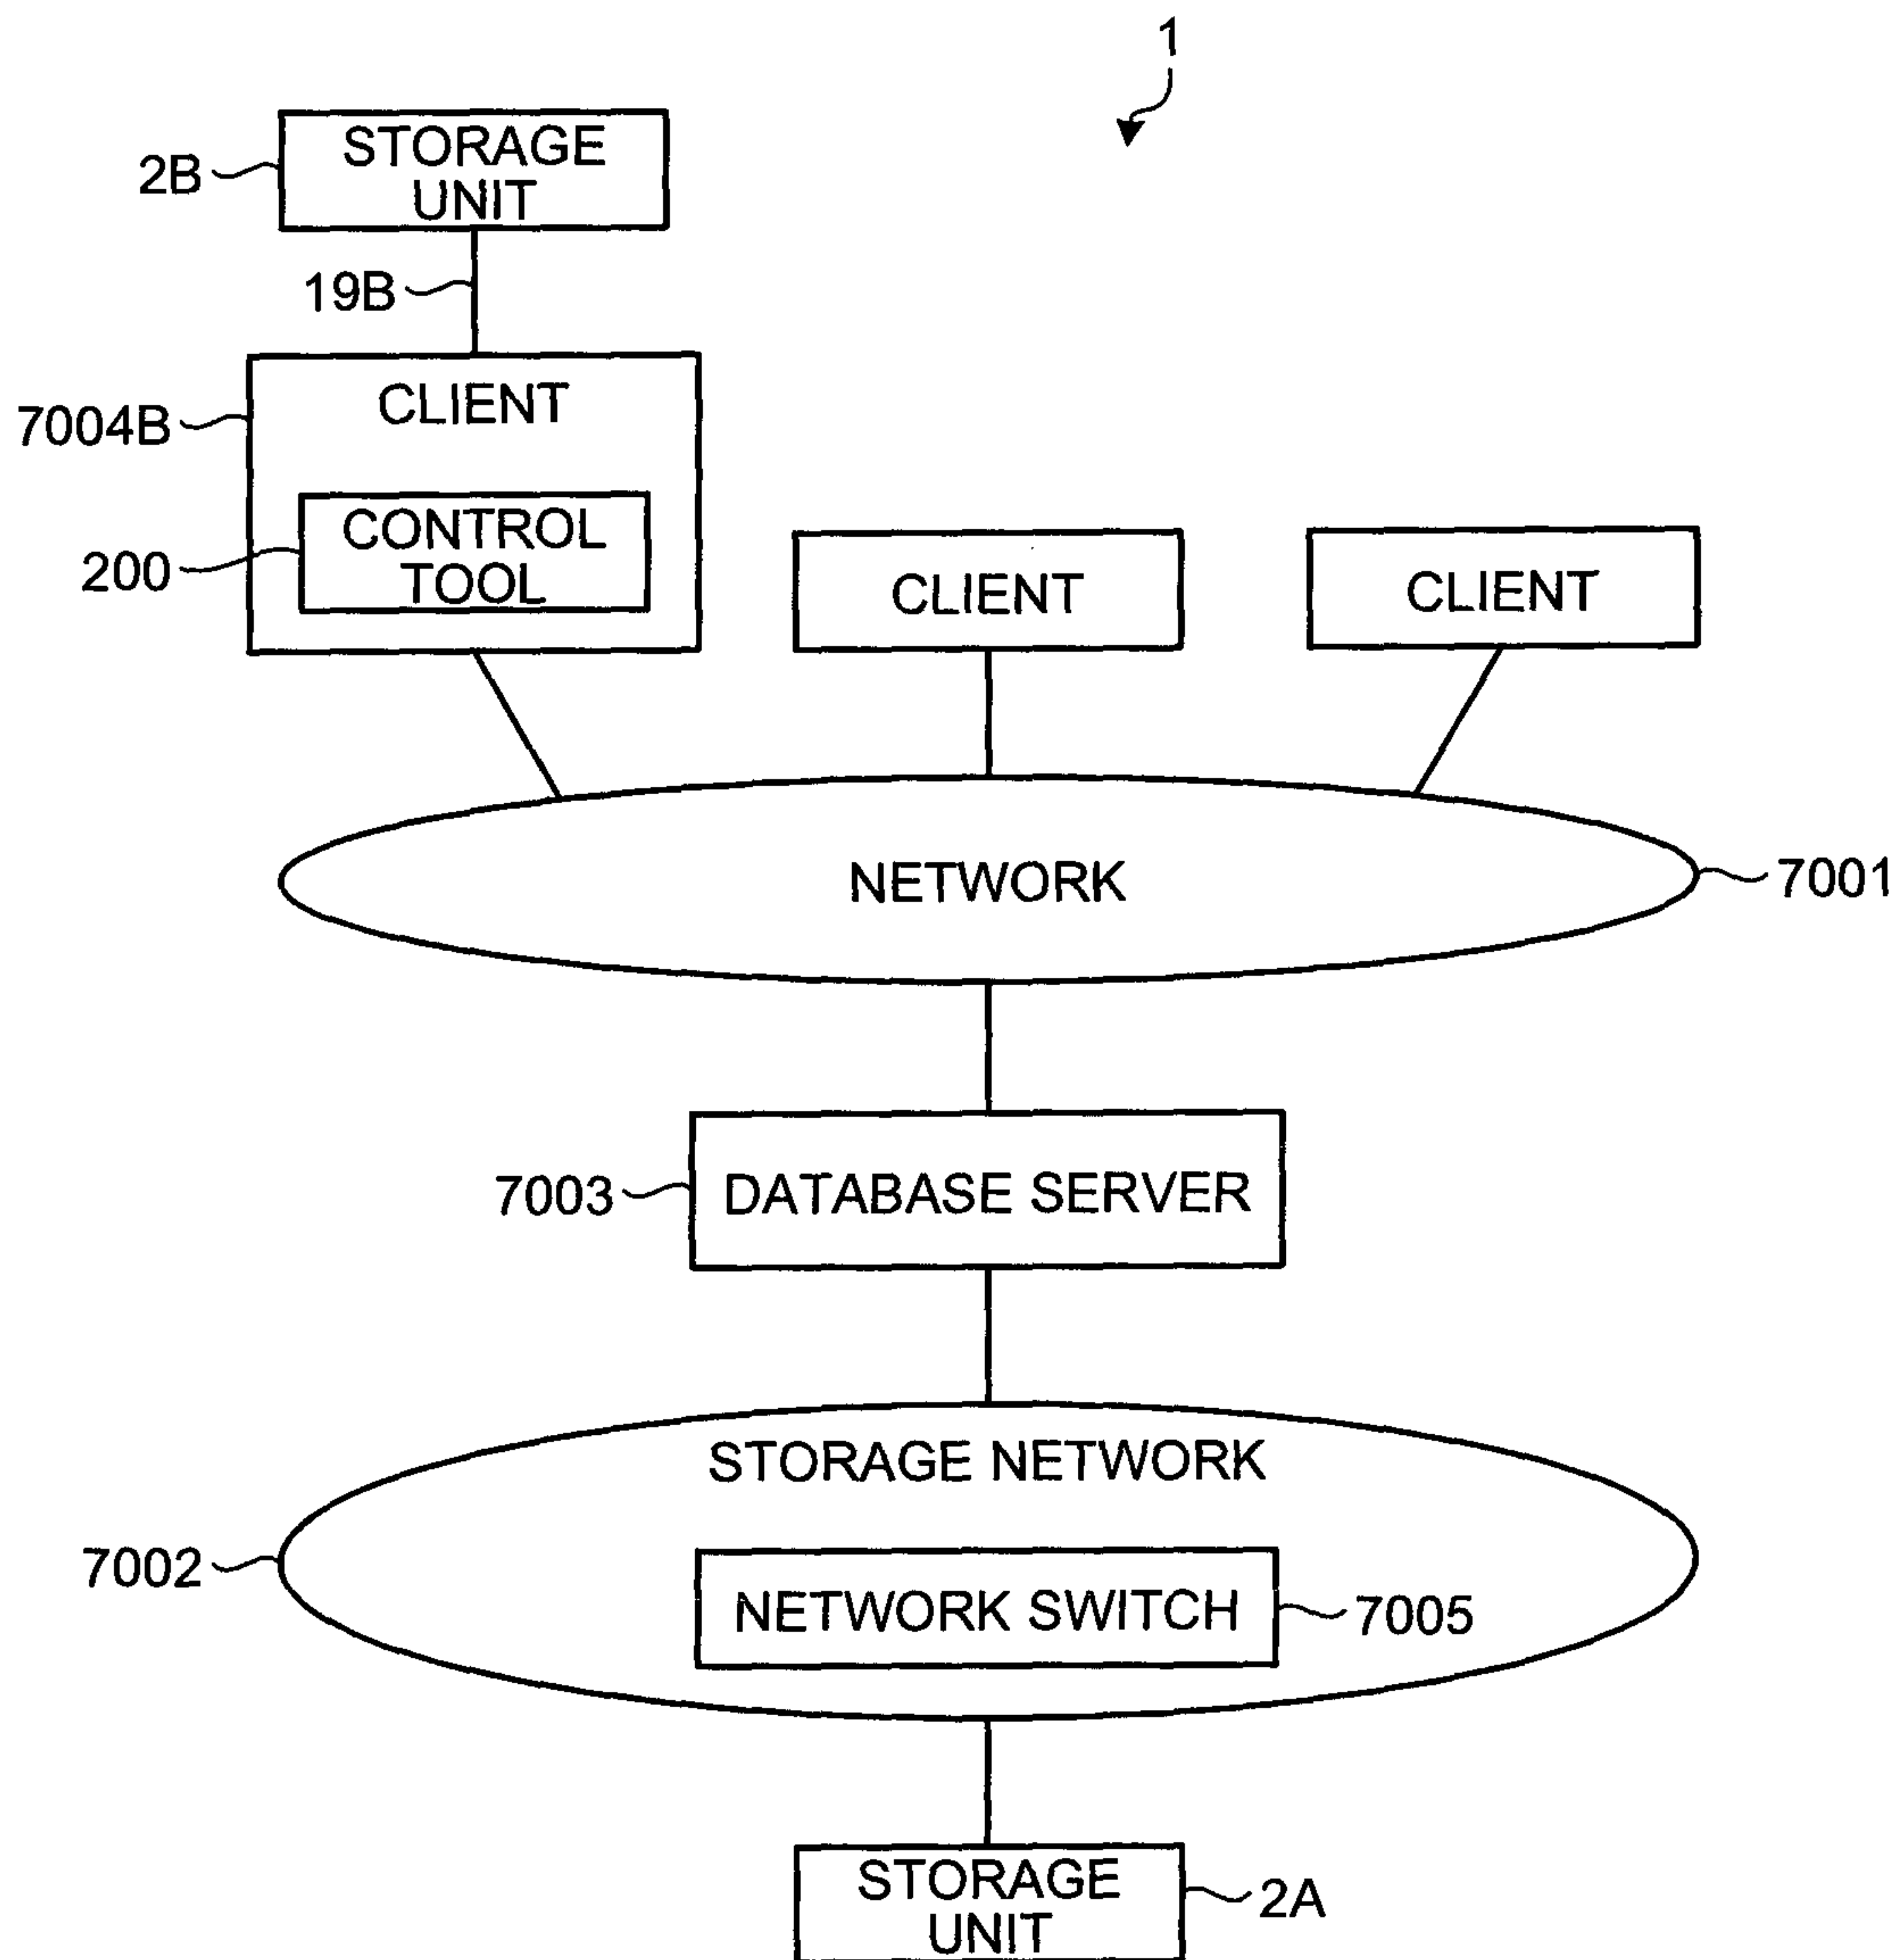 1
STORAGE
UNIT
2B
19B
CLIENT
7004B
CONTROL
TOOL
200
CLIENT
CLIENT
NETWORK
7001
7003
DATABASE SERVER
STORAGE NETWORK
7002
NETWORK SWITCH
7005
STORAGE
UNIT
2A